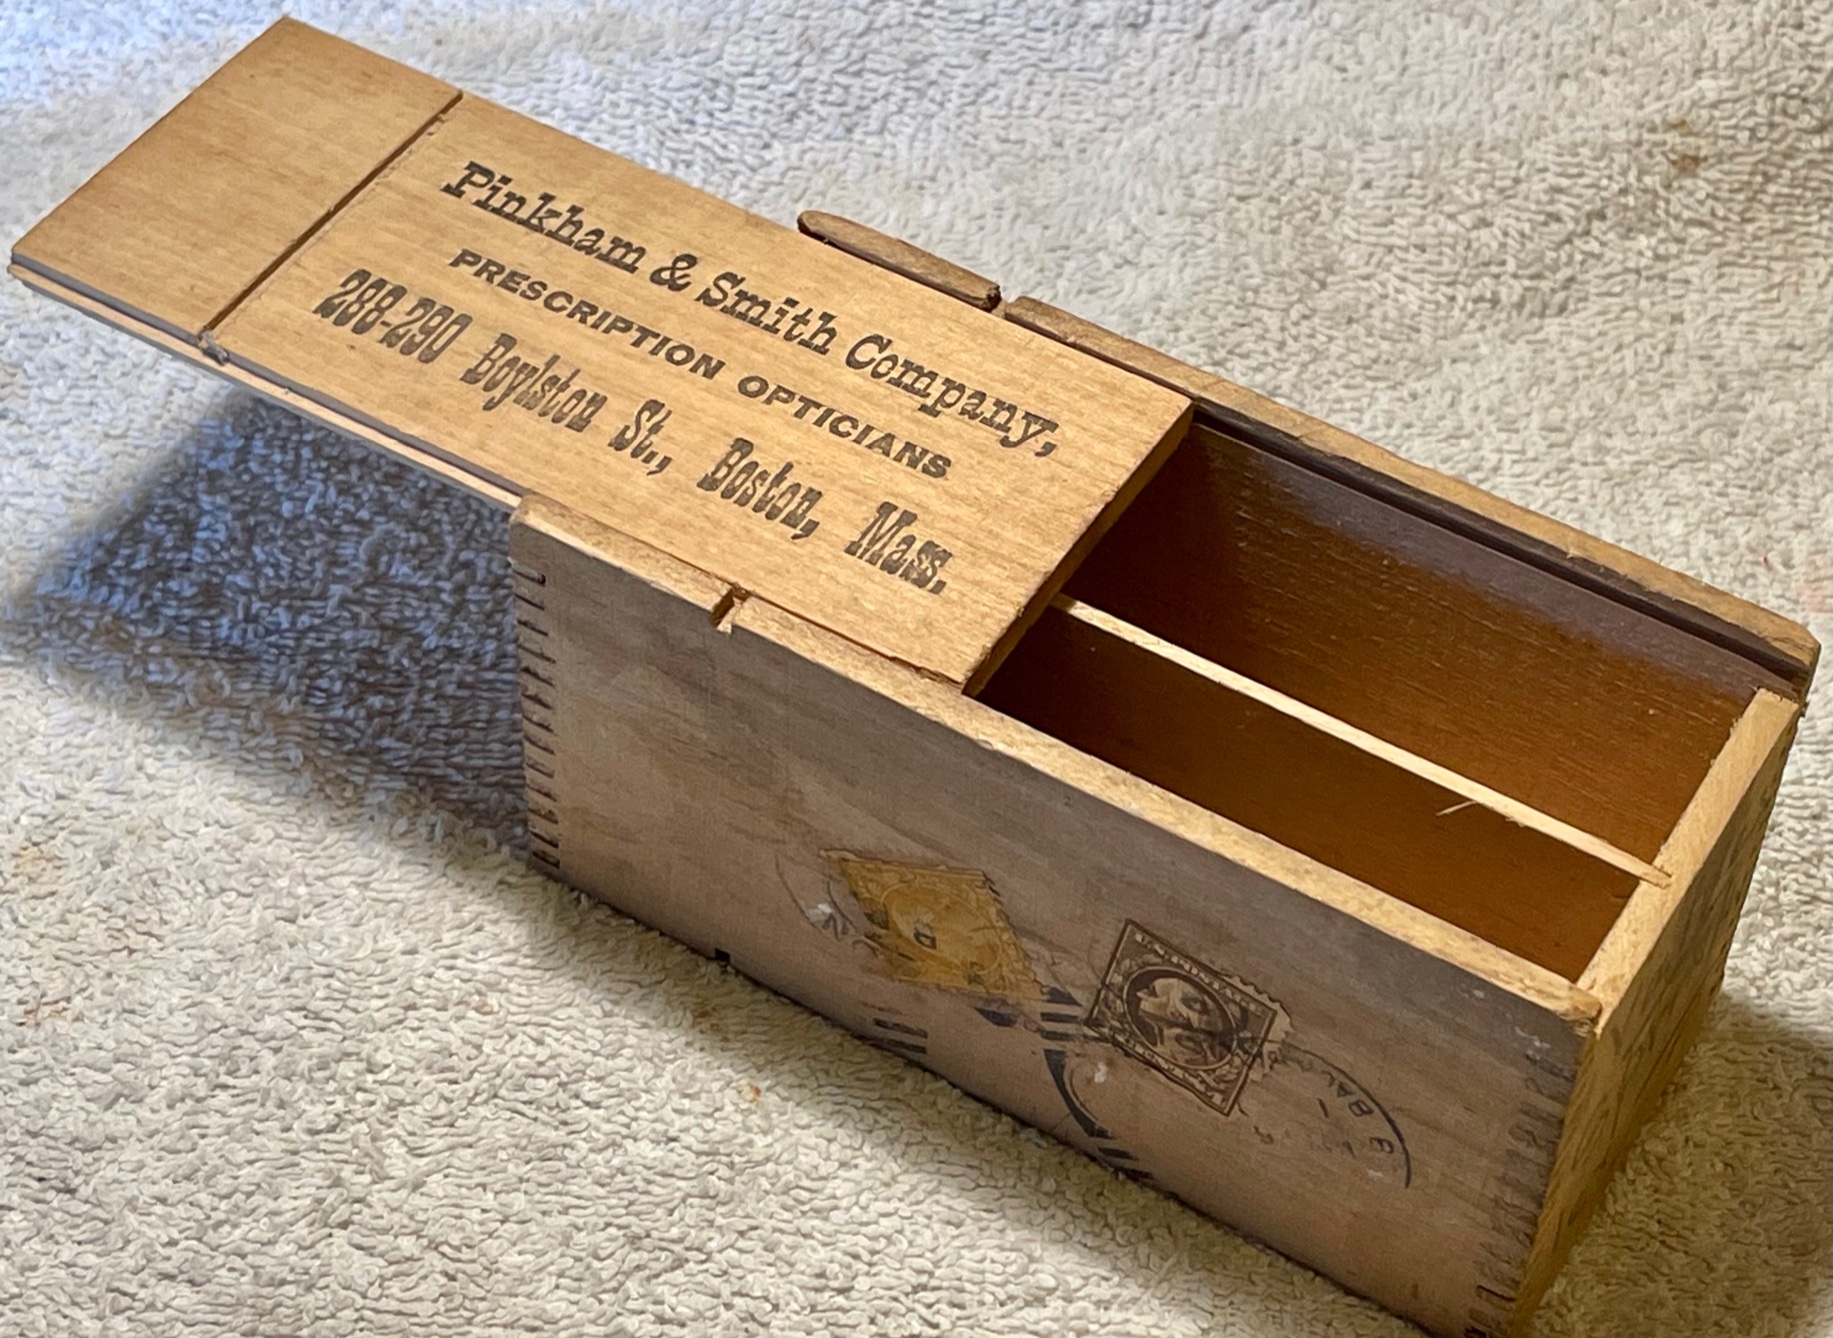 Pinkham & Smith Company,
PRESCRIPTION OPTICIANS
288-290 Boylston St., Boston, Mass.